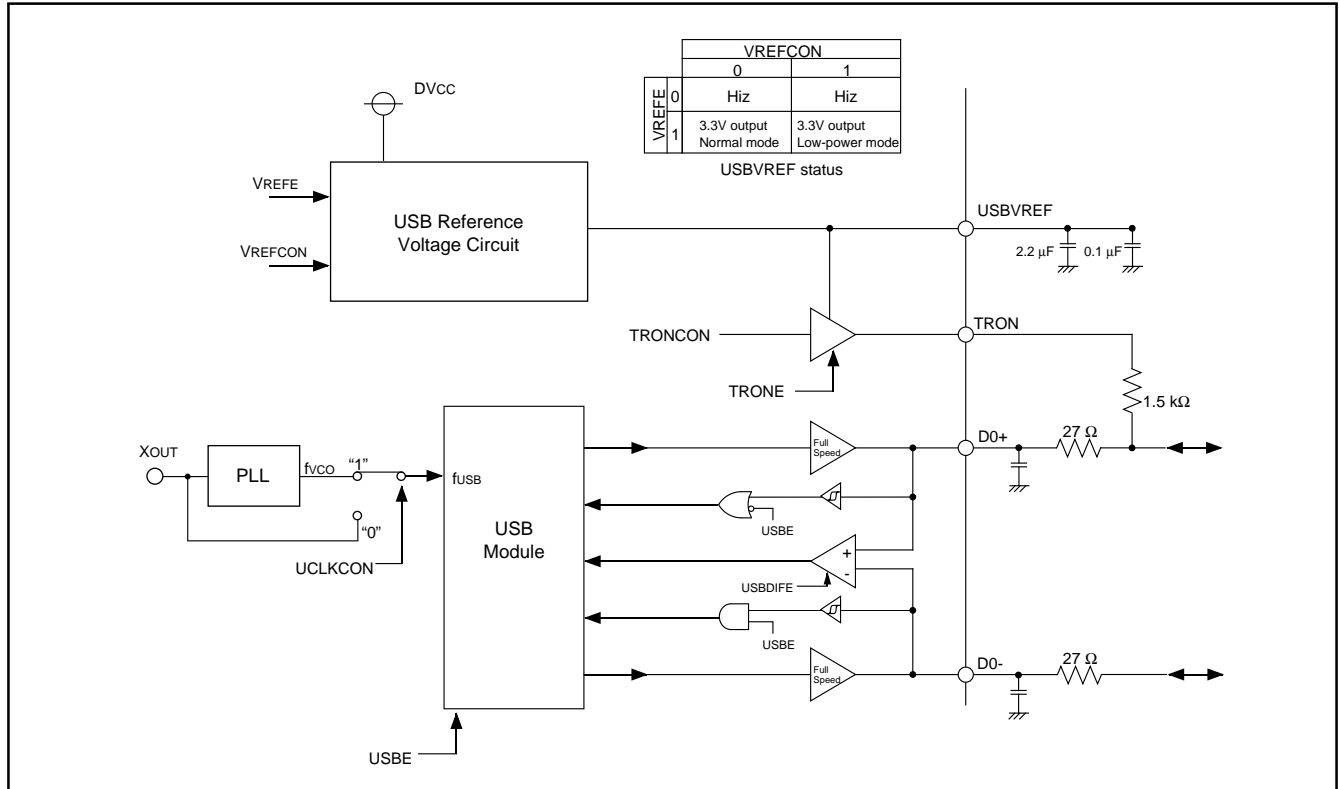 VREFCON
0 1
VREFE
0 Hiz Hiz
1 3.3V output 3.3V output
Normal mode Low-power mode
USBVREF status
DVCC
VREFE
VREFCON
USB Reference
Voltage Circuit
USBVREF
2.2 µF 0.1 µF
TRONCON
TRON
TRONE
1.5 kΩ
XOUT
PLL
fVCO
"1"
"0"
UCLKCON
fUSB
USB
Module
USBE
Full
Speed
D0+
27 Ω
USBE
+
-
USBDIFE
USBE
Full
Speed
D0-
27 Ω